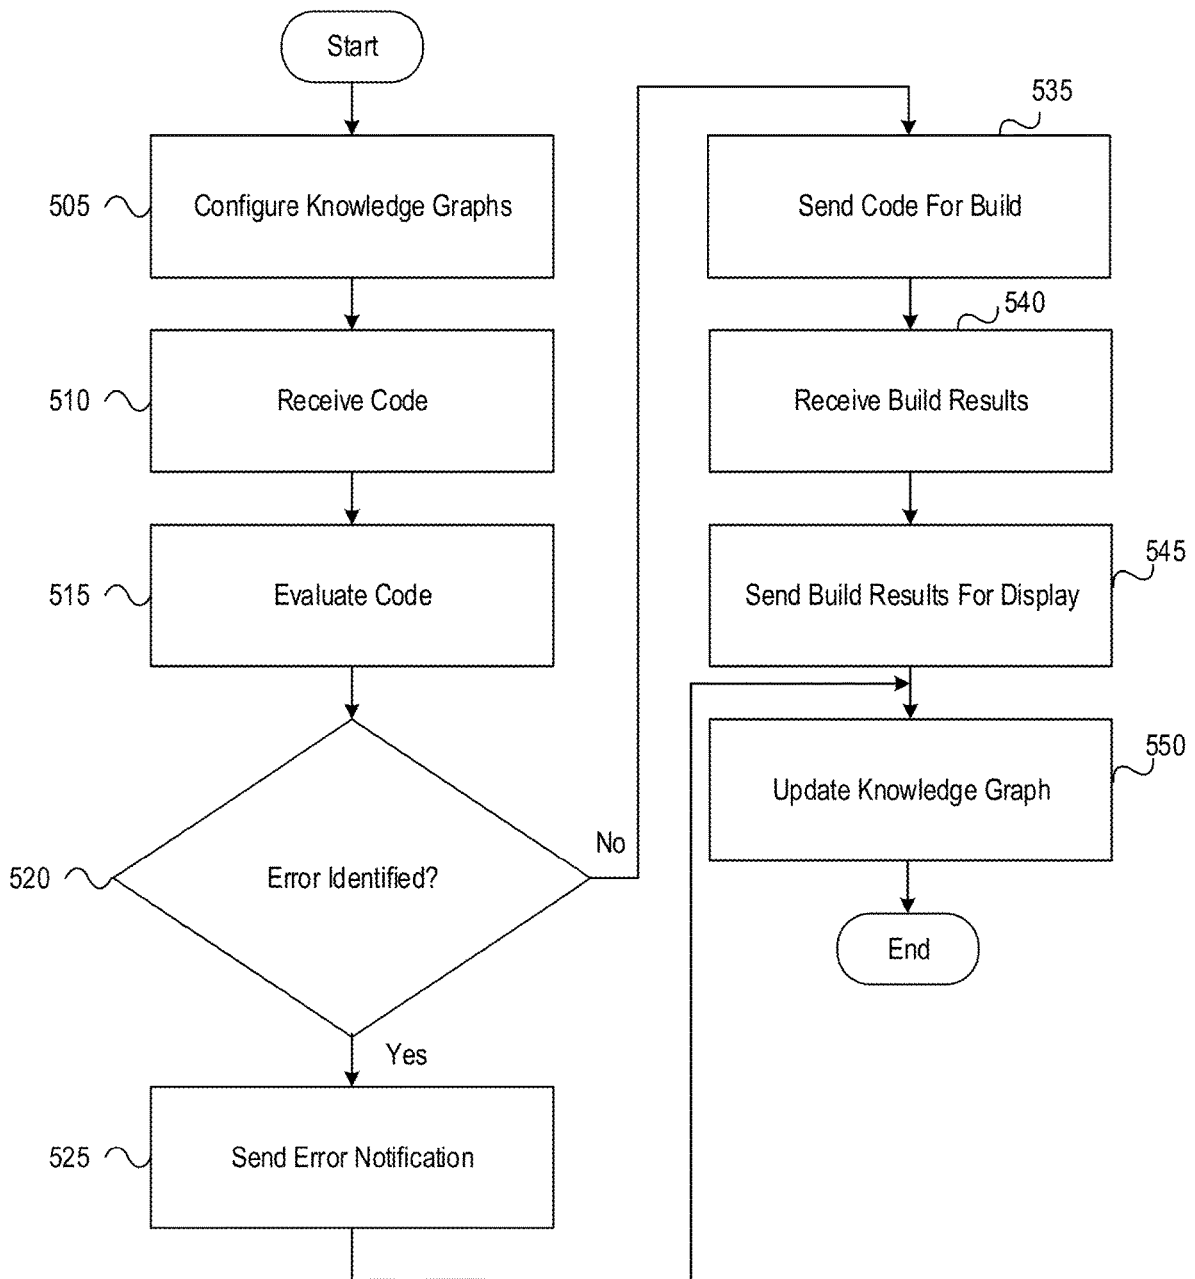 Start
505
Configure Knowledge Graphs
510
Receive Code
515
Evaluate Code
520
Error Identified?
No
Yes
525
Send Error Notification
535
Send Code For Build
540
Receive Build Results
545
Send Build Results For Display
550
Update Knowledge Graph
End